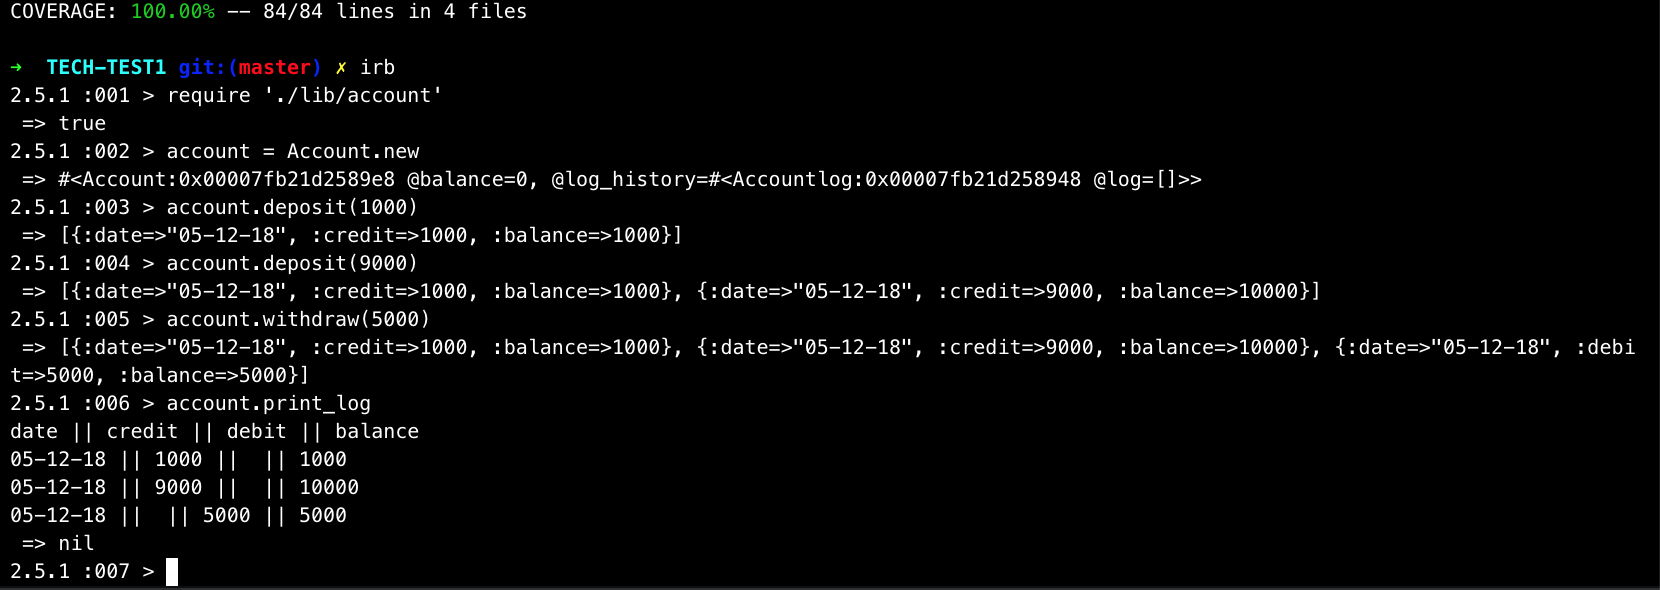 COVERAGE: 100.00% -- 84/84 lines in 4 files
➜  TECH-TEST1 git:(master) ✗ irb
2.5.1 :001 > require './lib/account'
 => true
2.5.1 :002 > account = Account.new
 => #<Account:0x00007fb21d2589e8 @balance=0, @log_history=#<Accountlog:0x00007fb21d258948 @log=[]>>
2.5.1 :003 > account.deposit(1000)
 => [{:date=>"05-12-18", :credit=>1000, :balance=>1000}]
2.5.1 :004 > account.deposit(9000)
 => [{:date=>"05-12-18", :credit=>1000, :balance=>1000}, {:date=>"05-12-18", :credit=>9000, :balance=>10000}]
2.5.1 :005 > account.withdraw(5000)
 => [{:date=>"05-12-18", :credit=>1000, :balance=>1000}, {:date=>"05-12-18", :credit=>9000, :balance=>10000}, {:date=>"05-12-18", :debi
t=>5000, :balance=>5000}]
2.5.1 :006 > account.print_log
date || credit || debit || balance
05-12-18 || 1000 ||  || 1000
05-12-18 || 9000 ||  || 10000
05-12-18 ||  || 5000 || 5000
 => nil
2.5.1 :007 >